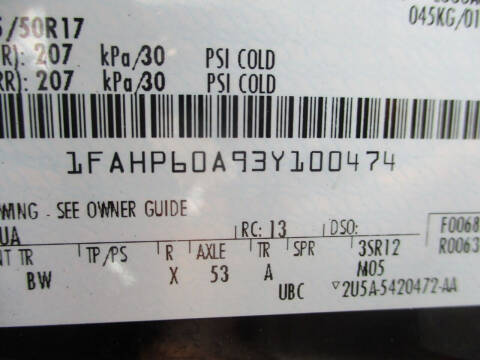 045KG/01
5/50R17
R): 207 kPa/30 PSI COLD
RR): 207 kPa/30 PSI COLD
1FAHP60A93Y100474
WING - SEE OWNER GUIDE
UA RC: 13 DSO: F0068
NT TR TP/PS R AXLE TR SPR 3SR12 R0063
BW X 53 A M05
UBC ▽2U5A-5420472-AA